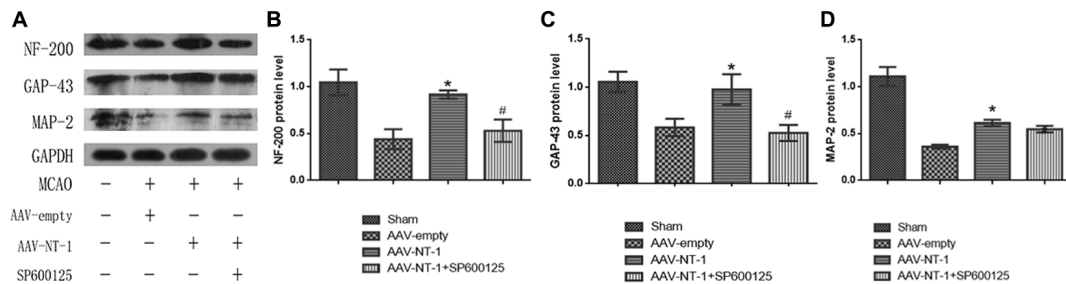 A
NF-200
GAP-43
MAP-2
GAPDH
MCAO − + + +
AAV-empty − + − −
AAV-NT-1 − − + +
SP600125 − − − +
B
NF-200 protein level
1.5
1.0
0.5
0.0
*
#
Sham
AAV-empty
AAV-NT-1
AAV-NT-1+SP600125
C
GAP-43 protein level
1.5
1.0
0.5
0.0
*
#
Sham
AAV-empty
AAV-NT-1
AAV-NT-1+SP600125
D
MAP-2 protein level
1.5
1.0
0.5
0.0
*
Sham
AAV-empty
AAV-NT-1
AAV-NT-1+SP600125